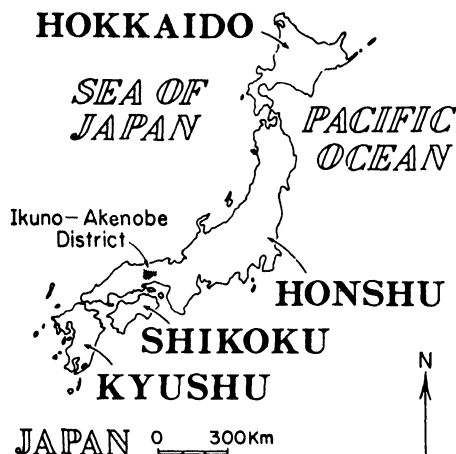 HOKKAIDO
SEA OF
JAPAN
PACIFIC
OCEAN
Ikuno-Akenobe
District
HONSHU
SHIKOKU
KYUSHU
N
JAPAN 0 300Km